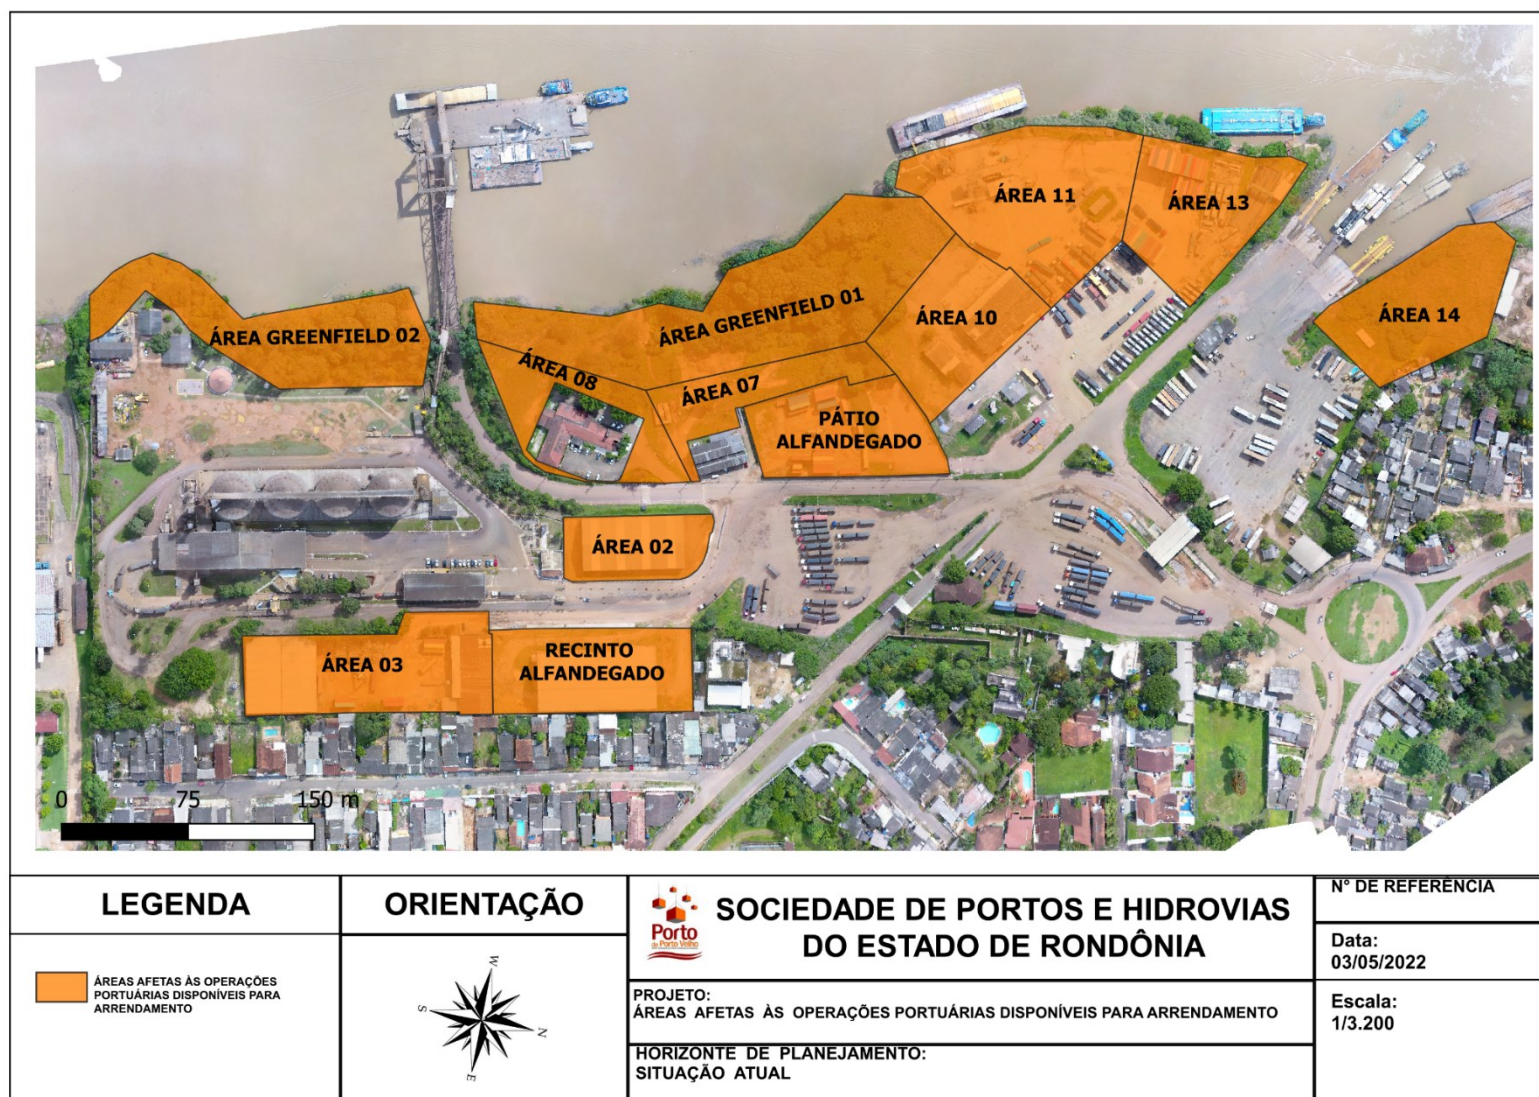 ÁREA 11
ÁREA 13
ÁREA GREENFIELD 01
ÁREA GREENFIELD 02
ÁREA 10
ÁREA 14
ÁREA 08
ÁREA 07
PÁTIO
ALFANDEGADO
ÁREA 02
ÁREA 03
RECINTO
ALFANDEGADO
0 75 150 m
LEGENDA
ÁREAS AFETAS ÀS OPERAÇÕES
PORTUÁRIAS DISPONÍVEIS PARA
ARRENDAMENTO
ORIENTAÇÃO
W
S
N
E
Porto
de Porto Velho
SOCIEDADE DE PORTOS E HIDROVIAS
DO ESTADO DE RONDÔNIA
PROJETO:
ÁREAS AFETAS ÀS OPERAÇÕES PORTUÁRIAS DISPONÍVEIS PARA ARRENDAMENTO
HORIZONTE DE PLANEJAMENTO:
SITUAÇÃO ATUAL
N° DE REFERÊNCIA
Data:
03/05/2022
Escala:
1/3.200